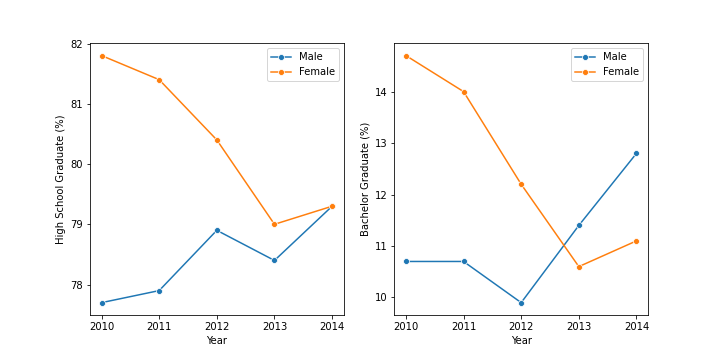 82
81
80
79
78
High School Graduate (%)
2010 2011 2012 2013 2014
Year
Male
Female
14
13
12
11
10
Bachelor Graduate (%)
2010 2011 2012 2013 2014
Year
Male
Female